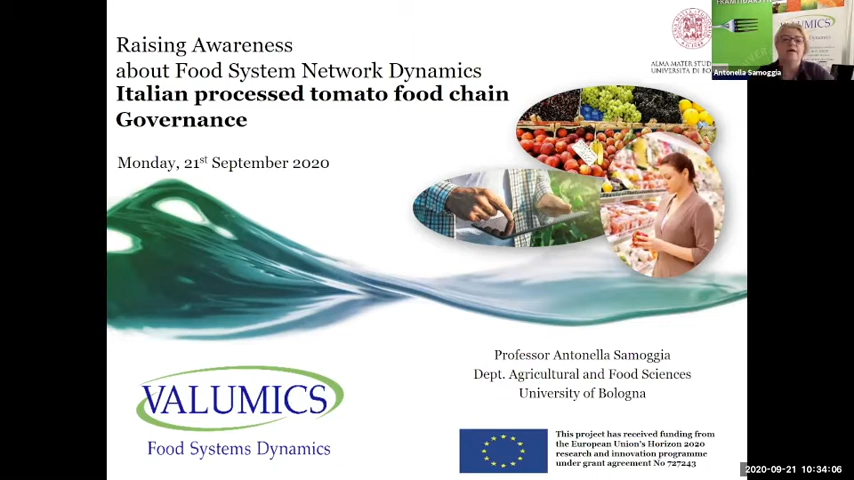 Raising Awareness
about Food System Network Dynamics
Italian processed tomato food chain
Governance
Monday, 21st September 2020
ALMA MATER STUD
UNIVERSITÀ DI BO
VALUMICS
Antonella Samoggia
VALUMICS
Food Systems Dynamics
Professor Antonella Samoggia
Dept. Agricultural and Food Sciences
University of Bologna
This project has received funding from
the European Union's Horizon 2020
research and innovation programme
under grant agreement No 727243
2020-09-21 10:34:06